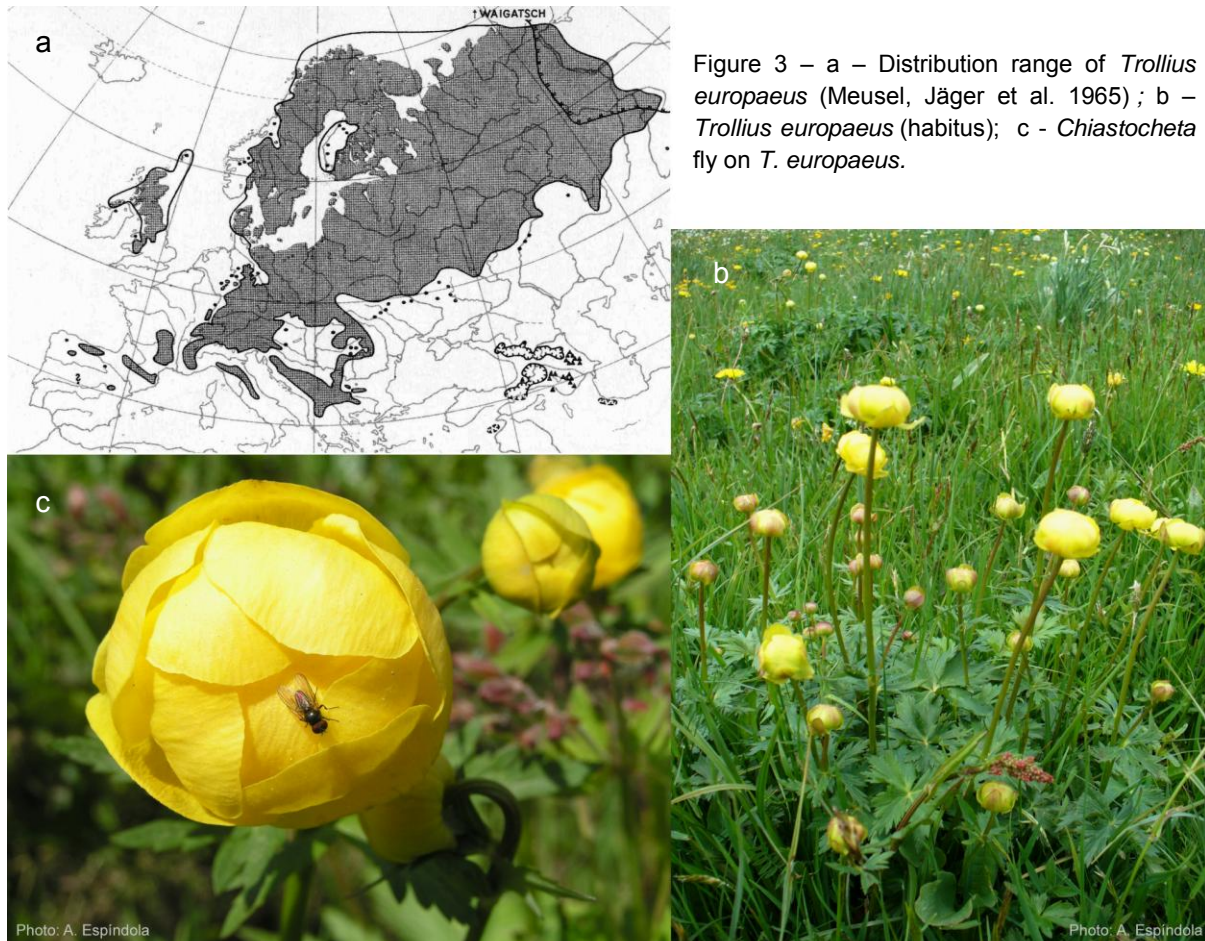 a
↑WAIGATSCH
Figure 3 – a – Distribution range of Trollius
europaeus (Meusel, Jäger et al. 1965) ; b –
Trollius europaeus (habitus); c - Chiastocheta
fly on T. europaeus.
b
c
Photo: A. Espíndola
Photo: A. Espíndola